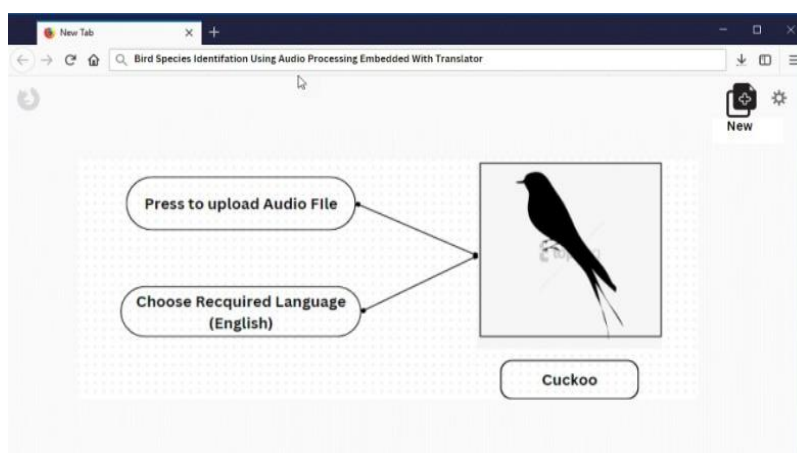 New Tab
Bird Species Identifation Using Audio Processing Embedded With Translator
New
Press to upload Audio FIle
Choose Recquired Language
(English)
Cuckoo